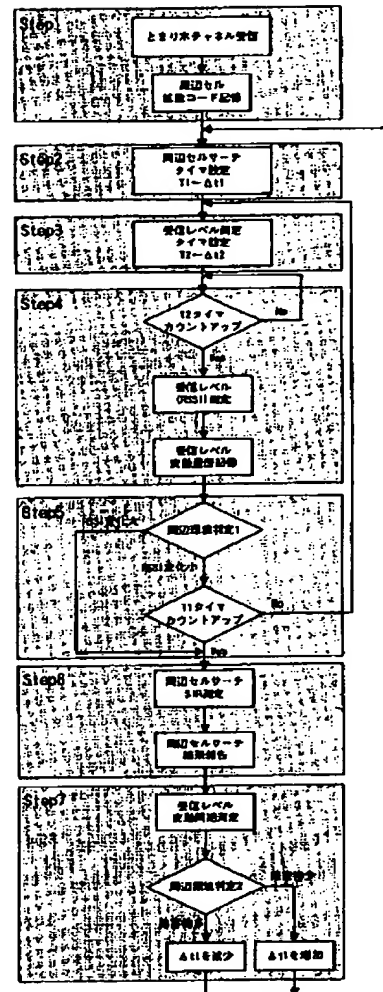 Step1
とまり木チャネル受信
周辺セル
拡散コード記憶
Step2
周辺セルサーチ
タイマ設定
T1←Δt1
Step3
受信レベル測定
タイマ設定
T2←Δt2
Step4
T2タイマ
カウントアップ
No
Yes
受信レベル
(RSSI)測定
受信レベル
変動量記録
Step5
RSSI変化大
周辺環境判定1
RSSI変化小
T1タイマ
カウントアップ
No
Yes
Step6
周辺セルサーチ
SIR測定
周辺セルサーチ
結果報告
Step7
受信レベル
変動周期測定
周辺環境判定2
Δt1を減少
Δt1を増加